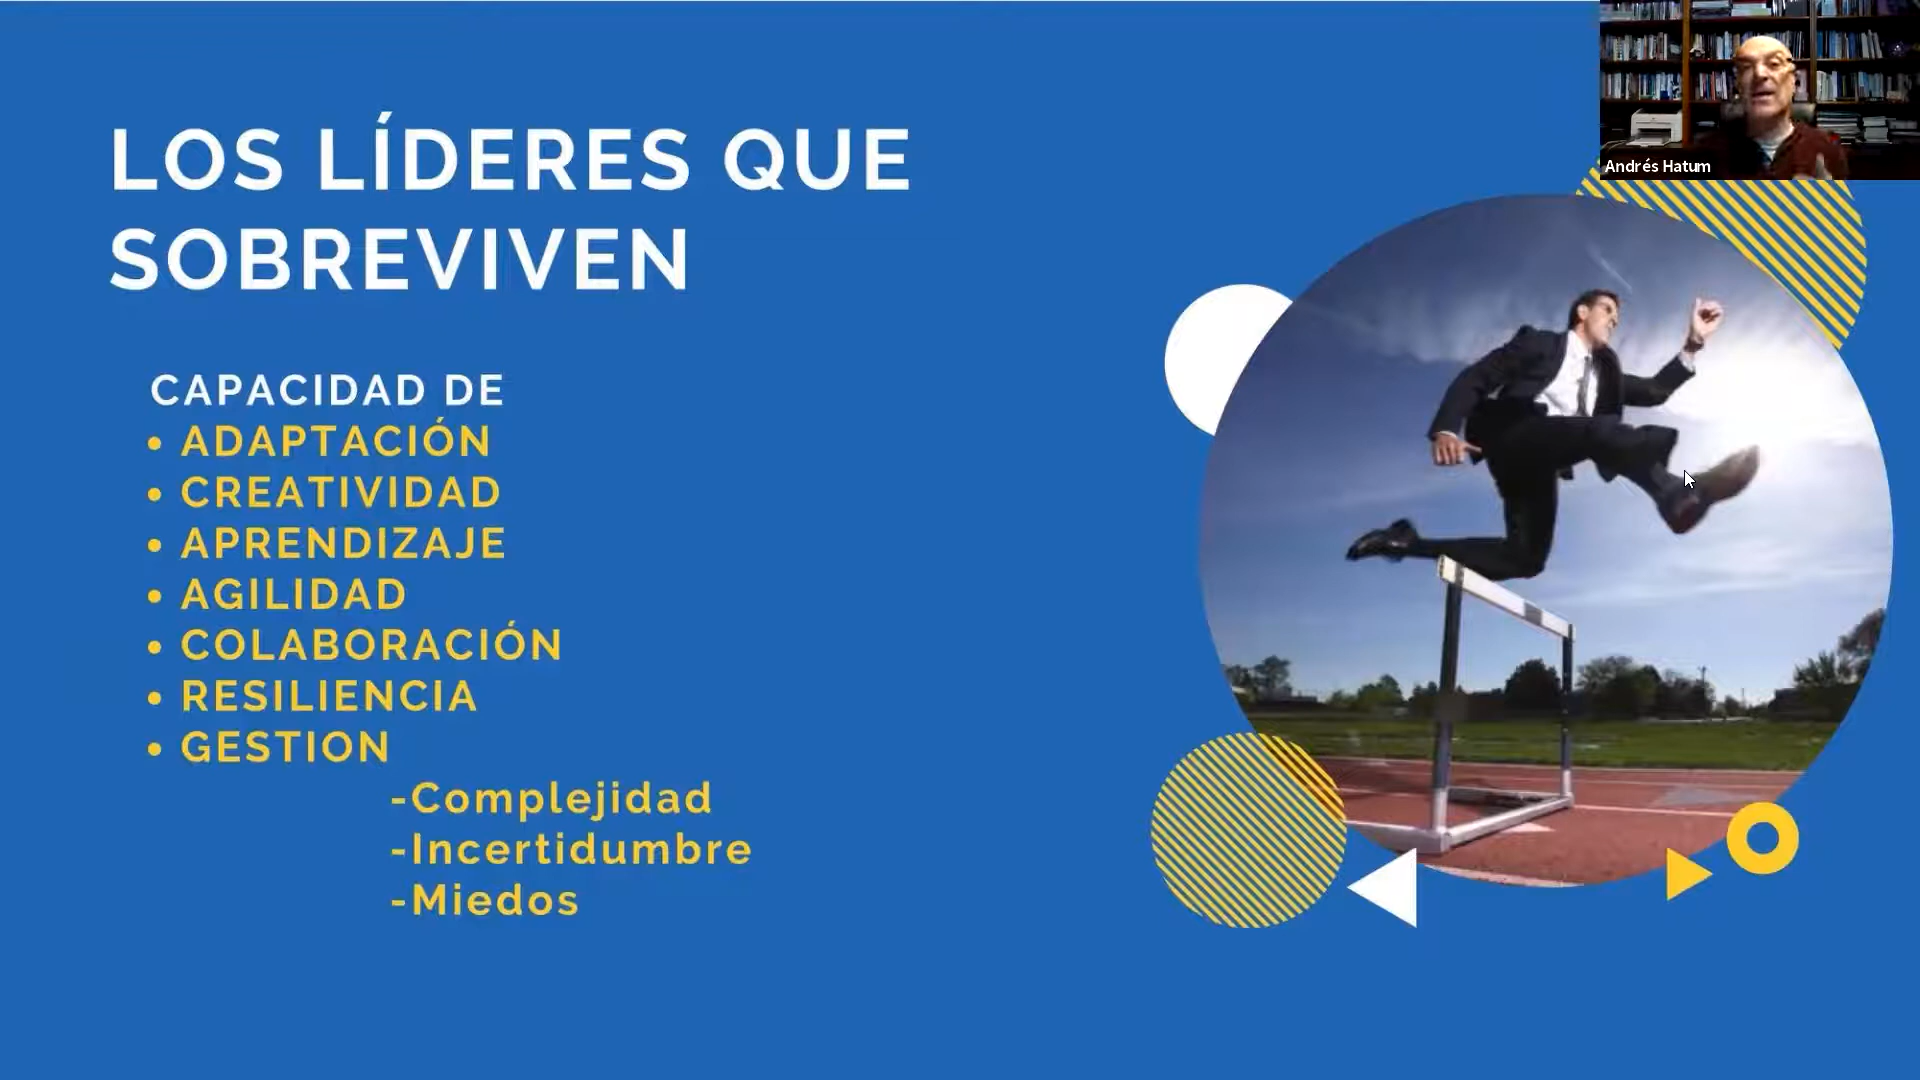 LOS LÍDERES QUE
SOBREVIVEN
CAPACIDAD DE
• ADAPTACIÓN
• CREATIVIDAD
• APRENDIZAJE
• AGILIDAD
• COLABORACIÓN
• RESILIENCIA
• GESTION
-Complejidad
-Incertidumbre
-Miedos
Andrés Hatum